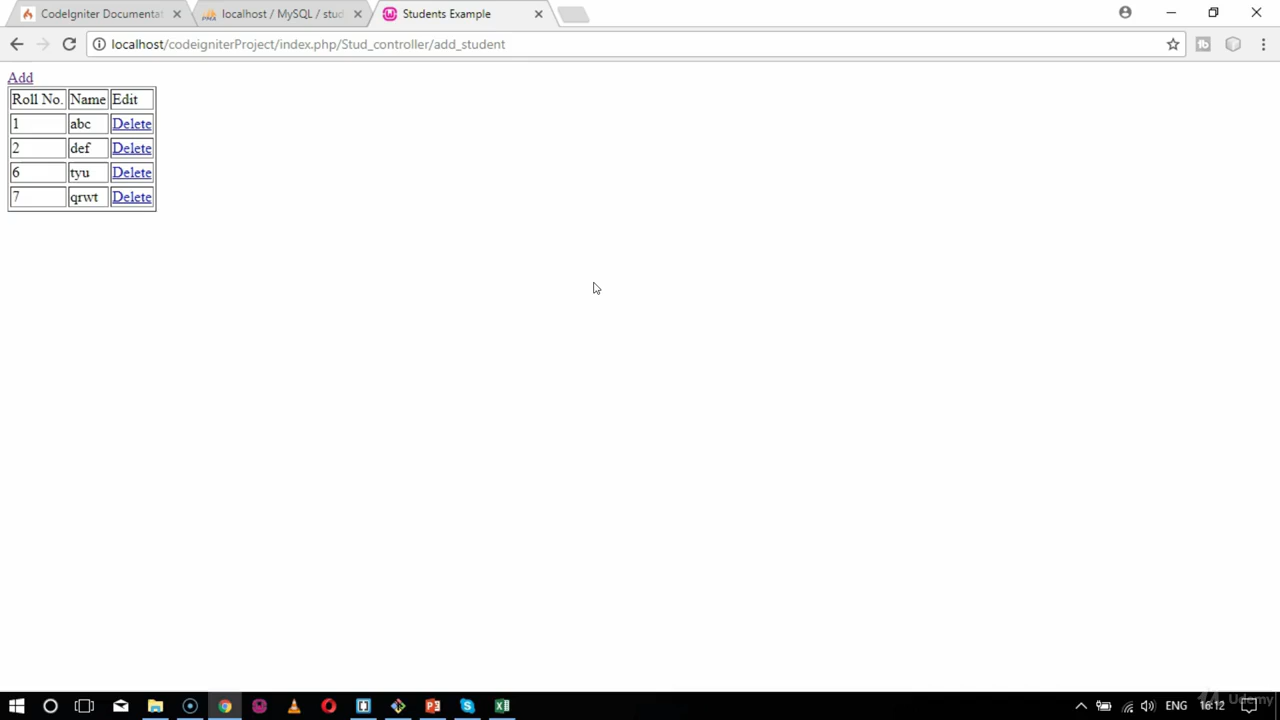 CodeIgniter Documentat
localhost / MySQL / stud
Students Example
localhost/codeigniterProject/index.php/Stud_controller/add_student
Add
Roll No. Name Edit
1 abc Delete
2 def Delete
6 tyu Delete
7 qrwt Delete
ENG 16:12
Udemy